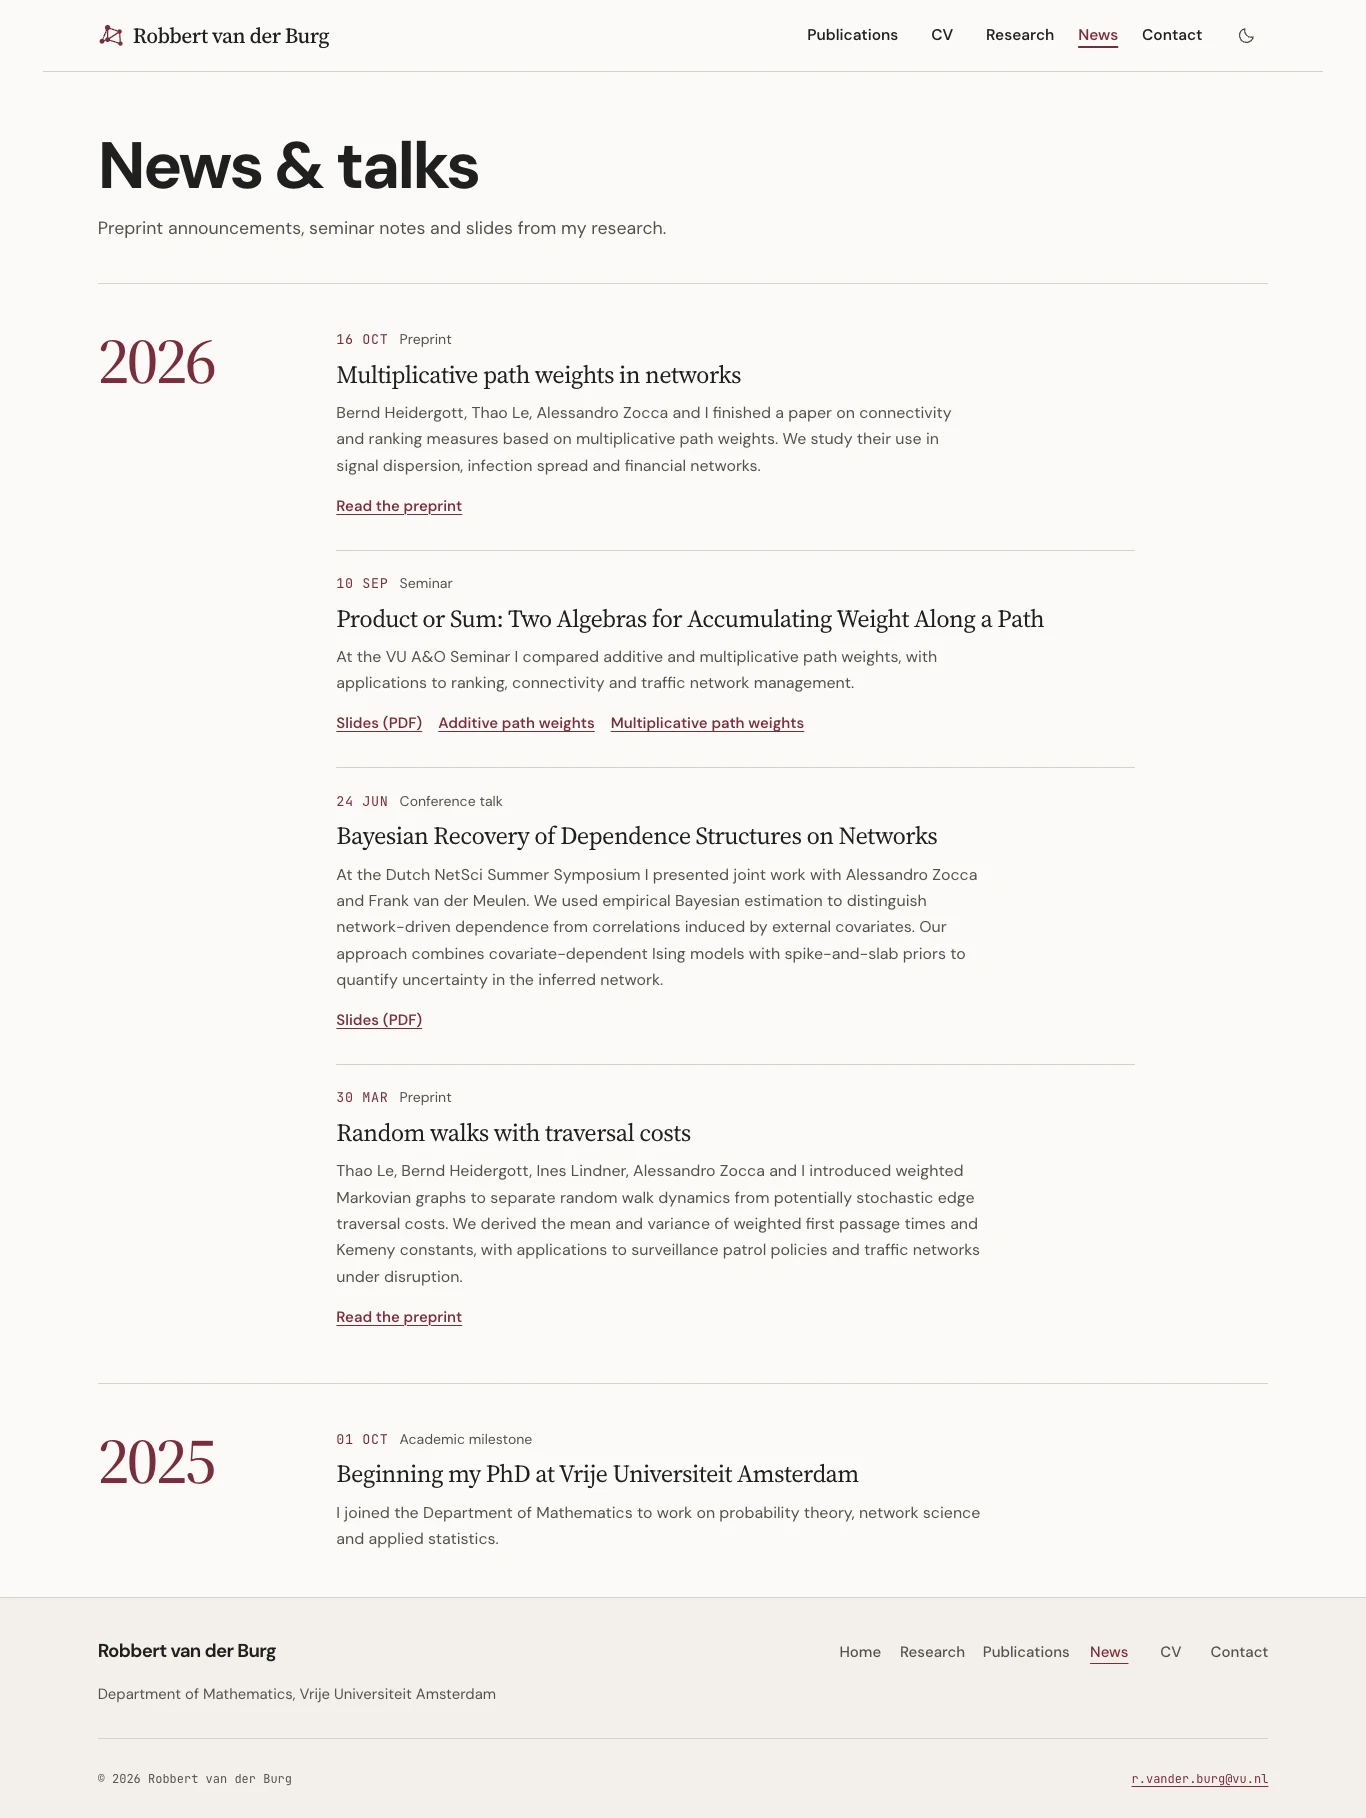 Robbert van der Burg
Publications CV Research News Contact
News & talks
Preprint announcements, seminar notes and slides from my research.
2026
16 OCT Preprint
Multiplicative path weights in networks
Bernd Heidergott, Thao Le, Alessandro Zocca and I finished a paper on connectivity
and ranking measures based on multiplicative path weights. We study their use in
signal dispersion, infection spread and financial networks.
Read the preprint
10 SEP Seminar
Product or Sum: Two Algebras for Accumulating Weight Along a Path
At the VU A&O Seminar I compared additive and multiplicative path weights, with
applications to ranking, connectivity and traffic network management.
Slides (PDF) Additive path weights Multiplicative path weights
24 JUN Conference talk
Bayesian Recovery of Dependence Structures on Networks
At the Dutch NetSci Summer Symposium I presented joint work with Alessandro Zocca
and Frank van der Meulen. We used empirical Bayesian estimation to distinguish
network-driven dependence from correlations induced by external covariates. Our
approach combines covariate-dependent Ising models with spike-and-slab priors to
quantify uncertainty in the inferred network.
Slides (PDF)
30 MAR Preprint
Random walks with traversal costs
Thao Le, Bernd Heidergott, Ines Lindner, Alessandro Zocca and I introduced weighted
Markovian graphs to separate random walk dynamics from potentially stochastic edge
traversal costs. We derived the mean and variance of weighted first passage times and
Kemeny constants, with applications to surveillance patrol policies and traffic networks
under disruption.
Read the preprint
2025
01 OCT Academic milestone
Beginning my PhD at Vrije Universiteit Amsterdam
I joined the Department of Mathematics to work on probability theory, network science
and applied statistics.
Robbert van der Burg
Home Research Publications News CV Contact
Department of Mathematics, Vrije Universiteit Amsterdam
© 2026 Robbert van der Burg
r.vander.burg@vu.nl